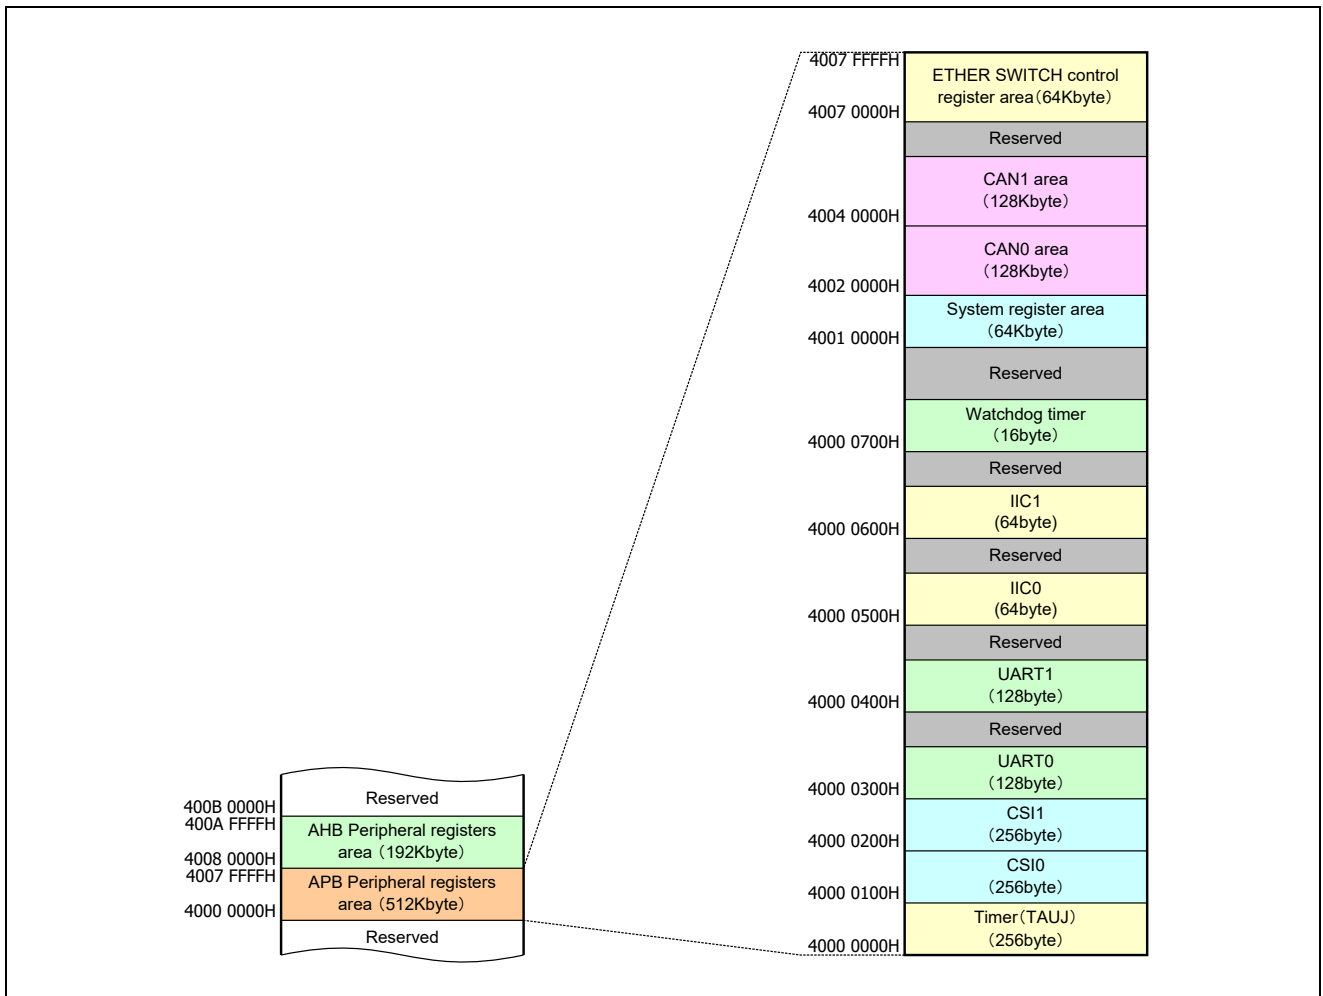 4007 FFFFH
ETHER SWITCH control
register area（64Kbyte）
4007 0000H
Reserved
CAN1 area
（128Kbyte）
4004 0000H
CAN0 area
（128Kbyte）
4002 0000H
System register area
（64Kbyte）
4001 0000H
Reserved
Watchdog timer
（16byte）
4000 0700H
Reserved
IIC1
(64byte)
4000 0600H
Reserved
IIC0
(64byte)
4000 0500H
Reserved
UART1
（128byte）
4000 0400H
Reserved
UART0
（128byte）
4000 0300H
CSI1
（256byte）
4000 0200H
CSI0
（256byte）
4000 0100H
Timer（TAUJ）
（256byte）
4000 0000H
Reserved
400B 0000H
400A FFFFH
AHB Peripheral registers
area （192Kbyte）
4008 0000H
4007 FFFFH
APB Peripheral registers
area （512Kbyte）
4000 0000H
Reserved